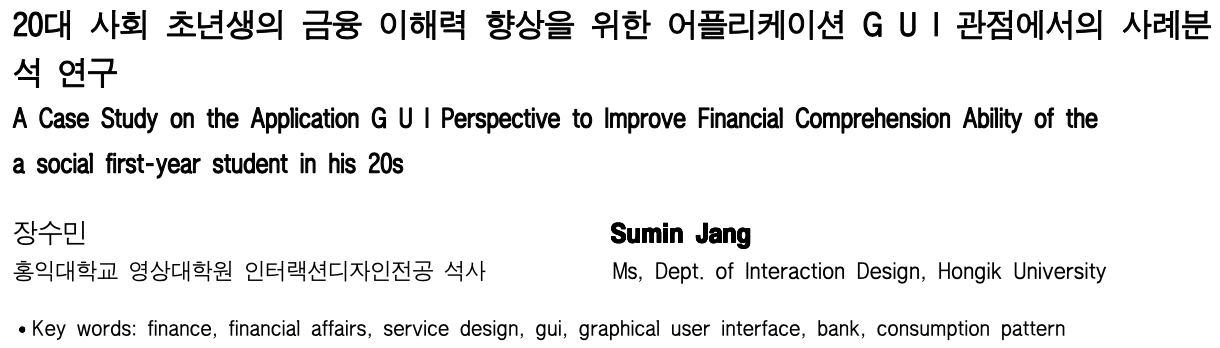 20대 사회 초년생의 금융 이해력 향상을 위한 어플리케이션 G U I 관점에서의 사례분
석 연구
A Case Study on the Application G U I Perspective to Improve Financial Comprehension Ability of the
a social first-year student in his 20s
장수민
Sumin Jang
홍익대학교 영상대학원 인터랙션디자인전공 석사
Ms, Dept. of Interaction Design, Hongik University
• Key words: finance, financial affairs, service design, gui, graphical user interface, bank, consumption pattern